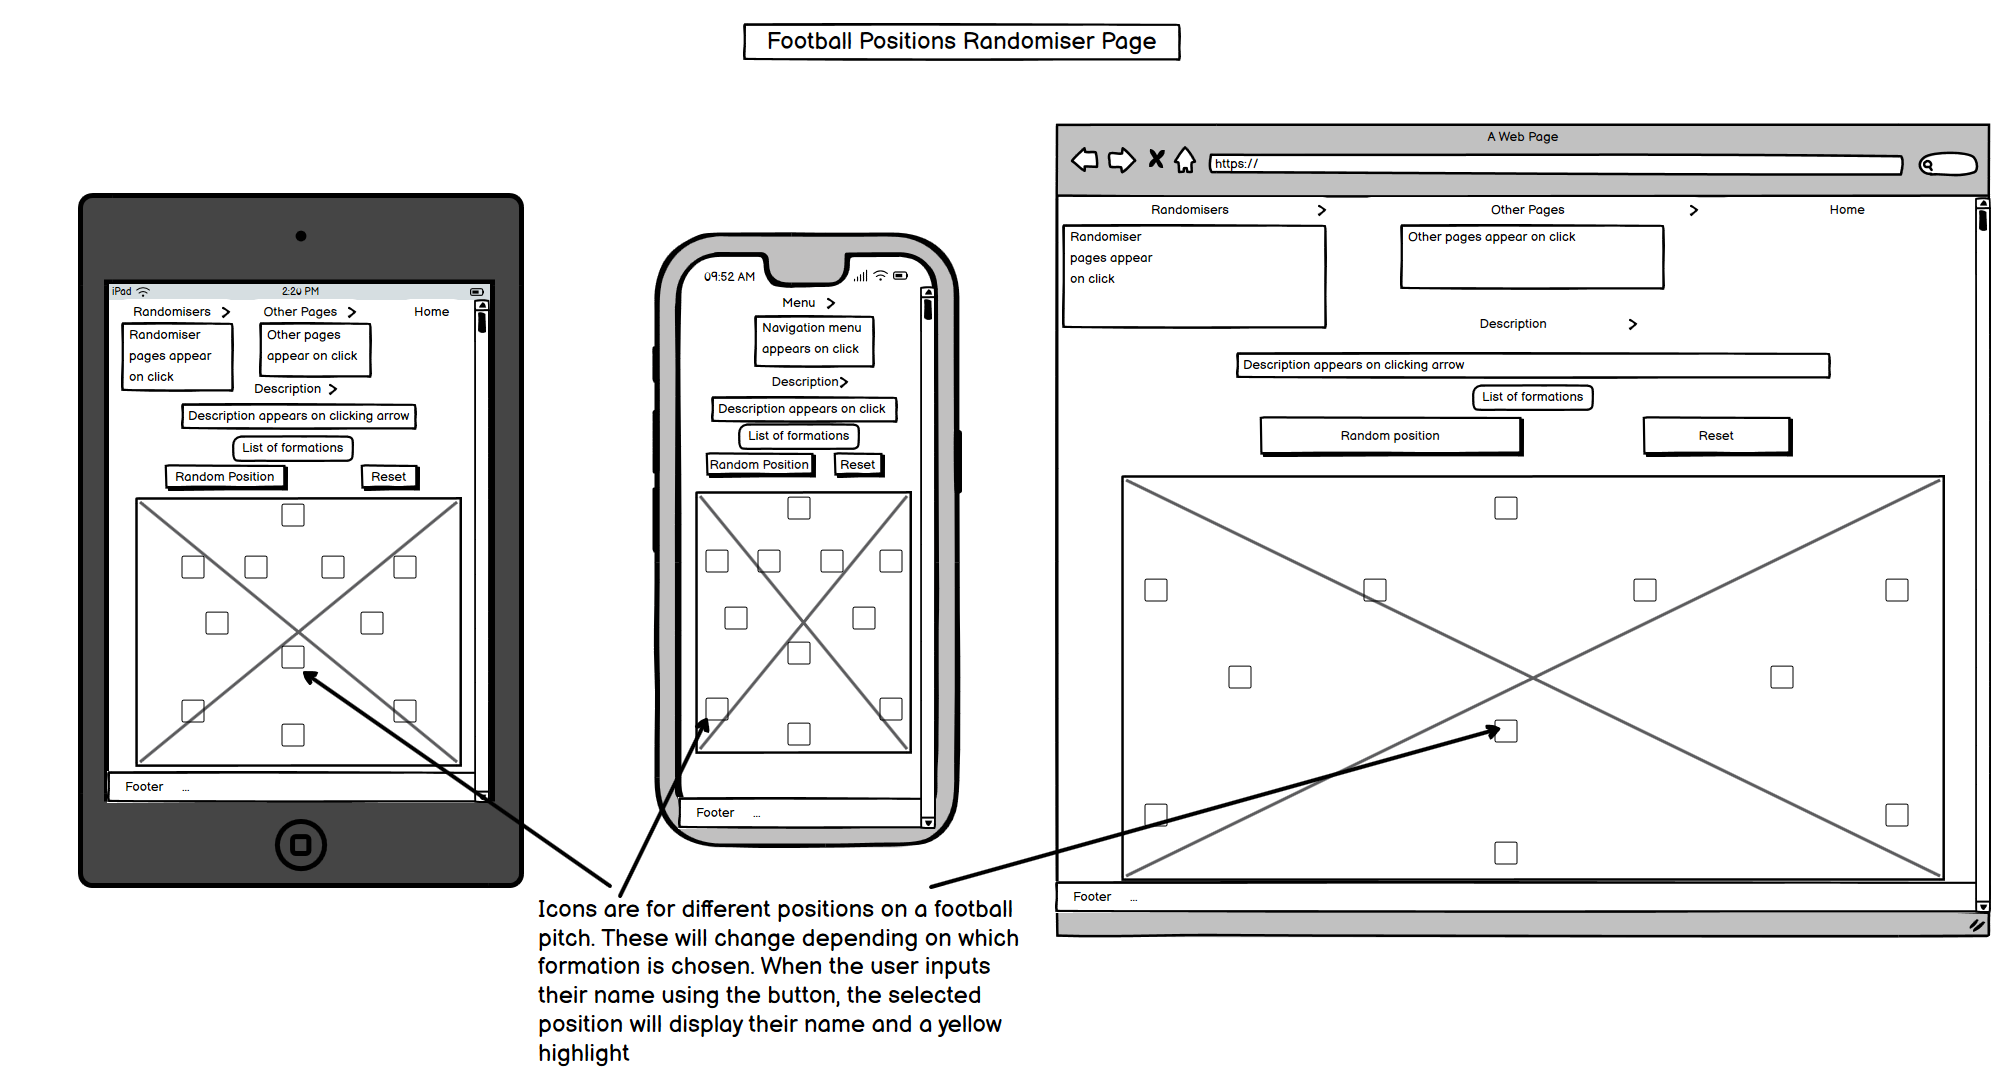 Football Positions Randomiser Page
iPad
2:20 PM
Randomisers >
Other Pages >
Home
Randomiser
pages appear
on click
Other pages
appear on click
Description >
Description appears on clicking arrow
List of formations
Random Position
Reset
Footer ...
09:52 AM
Menu >
Navigation menu
appears on click
Description>
Description appears on click
List of formations
Random Position
Reset
Footer ...
A Web Page
https://
Randomisers >
Other Pages >
Home
Randomiser
pages appear
on click
Other pages appear on click
Description >
Description appears on clicking arrow
List of formations
Random position
Reset
Footer ...
Icons are for different positions on a football
pitch. These will change depending on which
formation is chosen. When the user inputs
their name using the button, the selected
position will display their name and a yellow
highlight